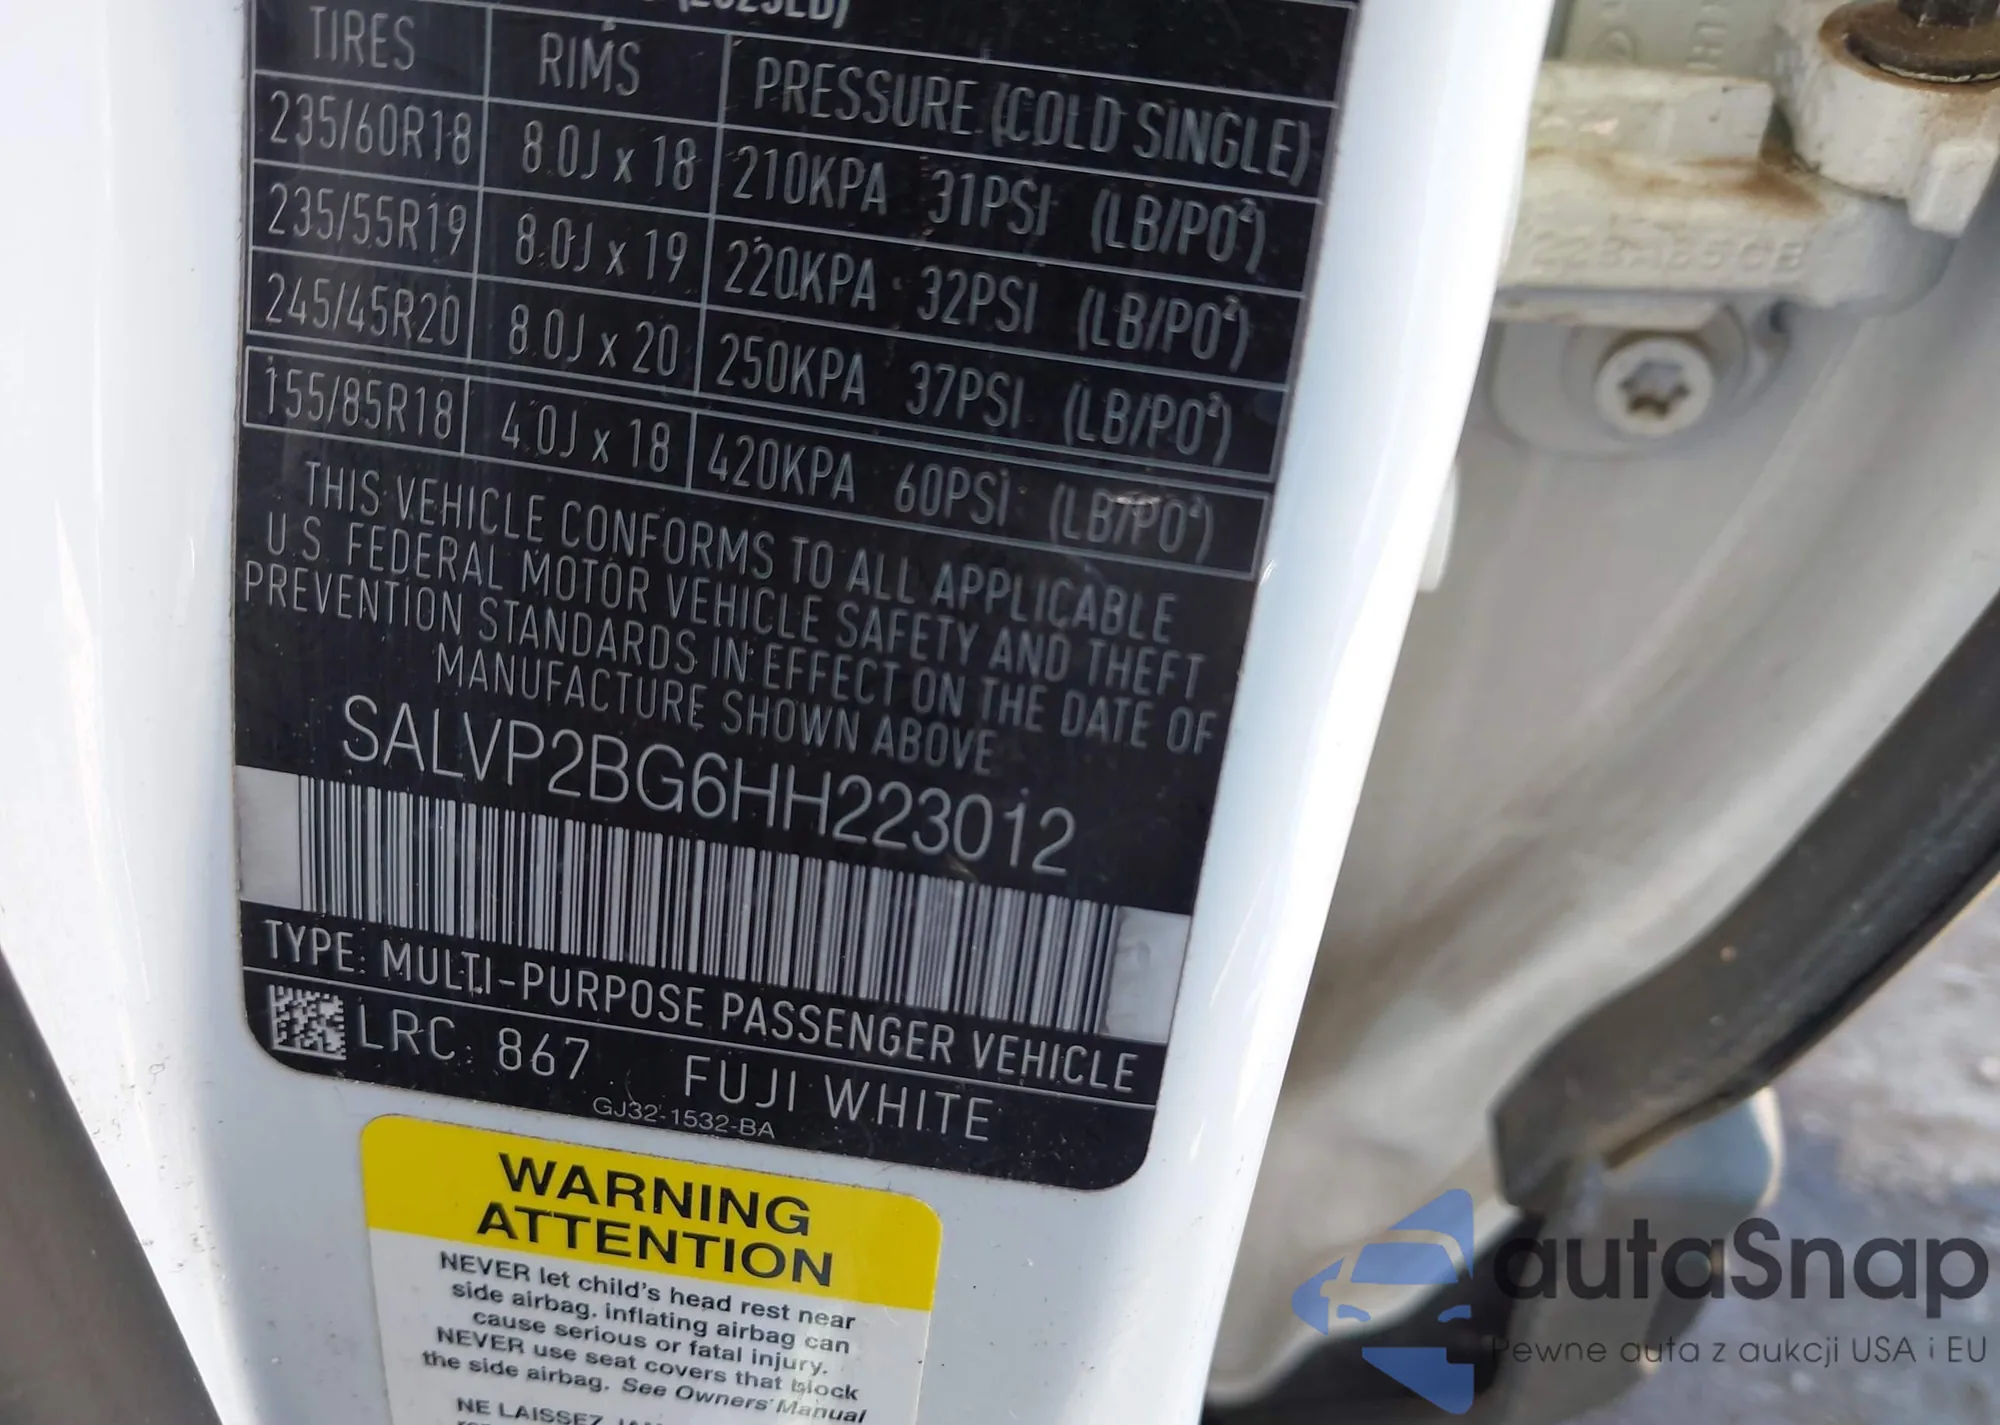 TIRES RIMS PRESSURE (COLD SINGLE)
235/60R18 8.0J x 18 210KPA 31PSI (LB/PO²)
235/55R19 8.0J x 19 220KPA 32PSI (LB/PO²)
245/45R20 8.0J x 20 250KPA 37PSI (LB/PO²)
155/85R18 4.0J x 18 420KPA 60PSI (LB/PO²)
THIS VEHICLE CONFORMS TO ALL APPLICABLE
U.S. FEDERAL MOTOR VEHICLE SAFETY AND THEFT
PREVENTION STANDARDS IN EFFECT ON THE DATE OF
MANUFACTURE SHOWN ABOVE
SALVP2BG6HH223012
TYPE: MULTI-PURPOSE PASSENGER VEHICLE
LRC: 867 FUJI WHITE
GJ32-1532-BA
WARNING
ATTENTION
NEVER let child's head rest near
side airbag, inflating airbag can
cause serious or fatal injury.
NEVER use seat covers that block
the side airbag. See Owners' Manual
NE LAISSEZ
autaSnap
Pewne auta z aukcji USA i EU